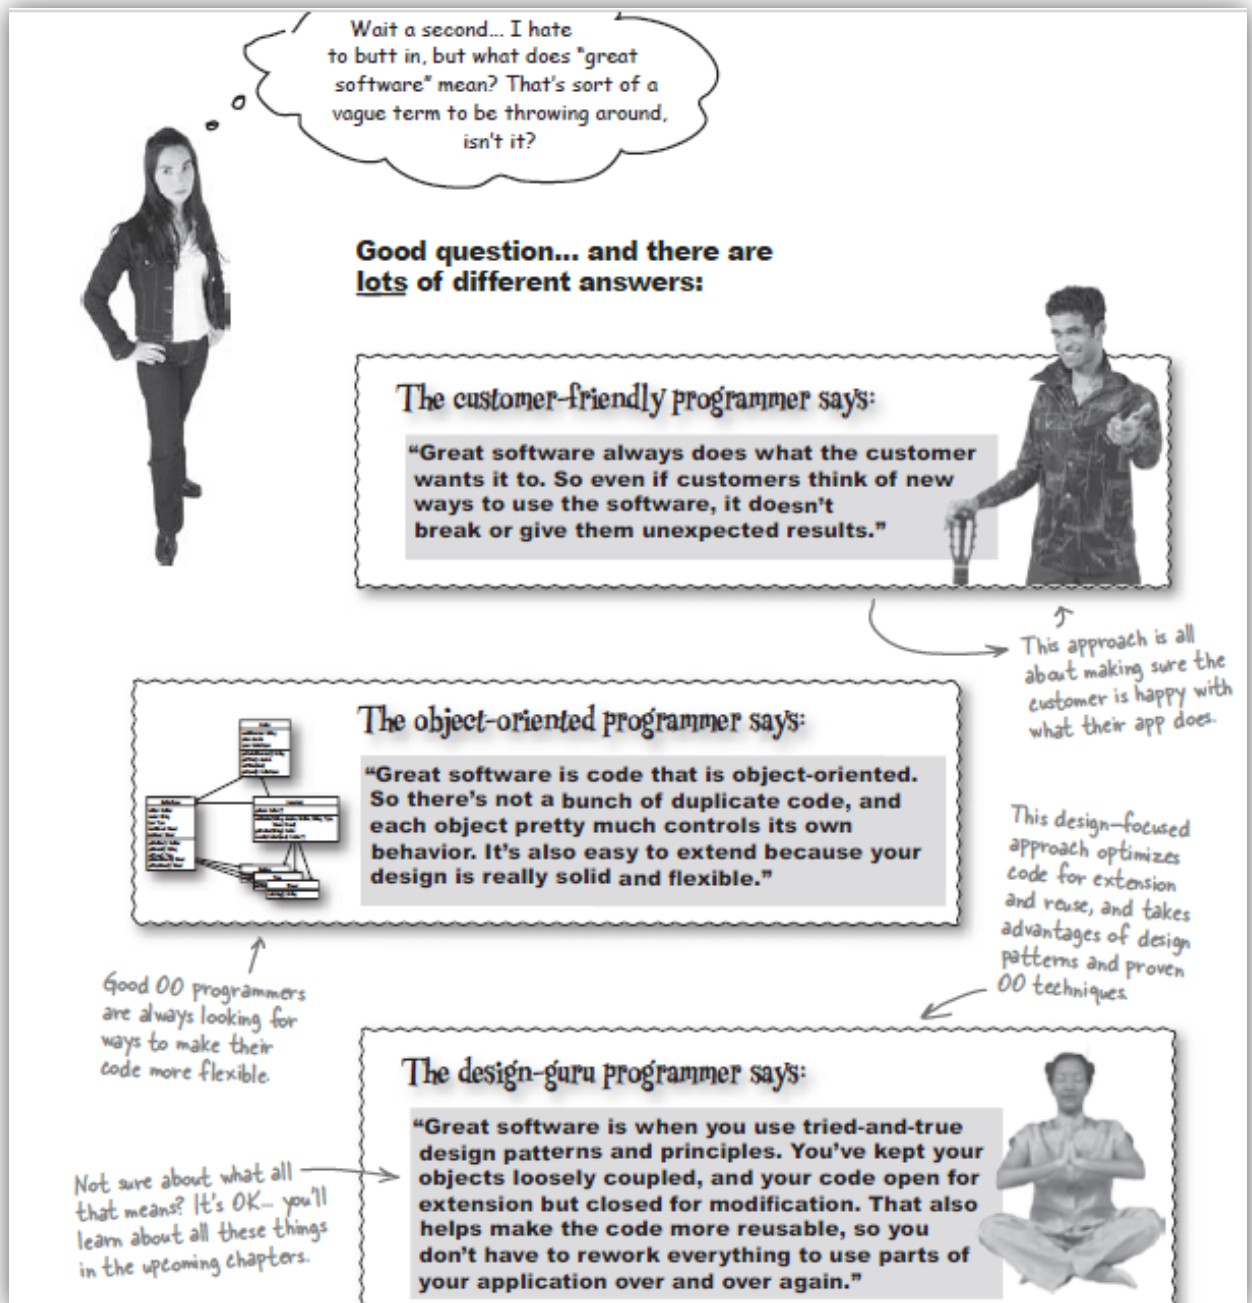 Wait a second... I hate
to butt in, but what does "great
software" mean? That's sort of a
vague term to be throwing around,
isn't it?
Good question... and there are
lots of different answers:
The customer-friendly programmer says:
“Great software always does what the customer
wants it to. So even if customers think of new
ways to use the software, it doesn’t
break or give them unexpected results.”
This approach is all
about making sure the
customer is happy with
what their app does.
The object-oriented programmer says:
“Great software is code that is object-oriented.
So there’s not a bunch of duplicate code, and
each object pretty much controls its own
behavior. It’s also easy to extend because your
design is really solid and flexible.”
This design-focused
approach optimizes
code for extension
and reuse, and takes
advantages of design
patterns and proven
OO techniques.
Good OO programmers
are always looking for
ways to make their
code more flexible.
The design-guru programmer says:
“Great software is when you use tried-and-true
design patterns and principles. You’ve kept your
objects loosely coupled, and your code open for
extension but closed for modification. That also
helps make the code more reusable, so you
don’t have to rework everything to use parts of
your application over and over again.”
Not sure about what all
that means? It's OK... you'll
learn about all these things
in the upcoming chapters.